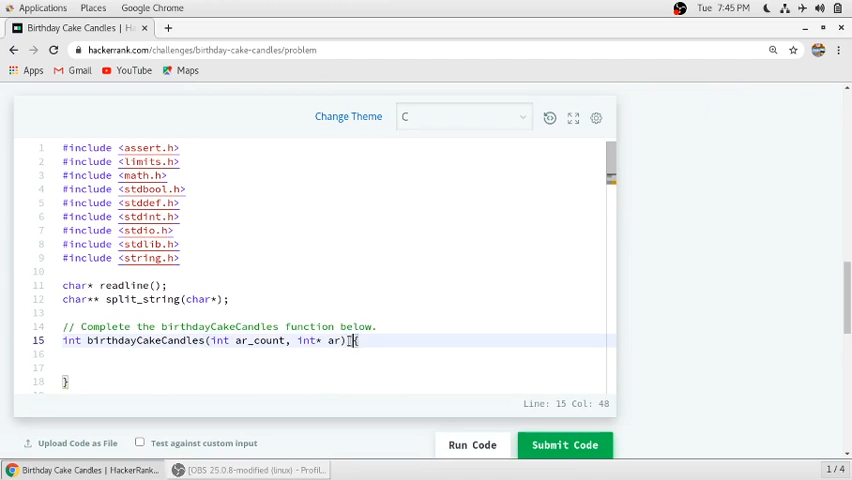 Applications Places Google Chrome Tue 7:45 PM
Birthday Cake Candles | Ha
hackerrank.com/challenges/birthday-cake-candles/problem
Apps Gmail YouTube Maps
Change Theme C
1 #include <assert.h>
2 #include <limits.h>
3 #include <math.h>
4 #include <stdbool.h>
5 #include <stddef.h>
6 #include <stdint.h>
7 #include <stdio.h>
8 #include <stdlib.h>
9 #include <string.h>
10
11 char* readline();
12 char** split_string(char*);
13
14 // Complete the birthdayCakeCandles function below.
15 int birthdayCakeCandles(int ar_count, int* ar) {
16
17
18 }
Line: 15 Col: 48
Upload Code as File Test against custom input Run Code Submit Code
Birthday Cake Candles | HackerRank... [OBS 25.0.8-modified (linux) - Profil... 1 / 4